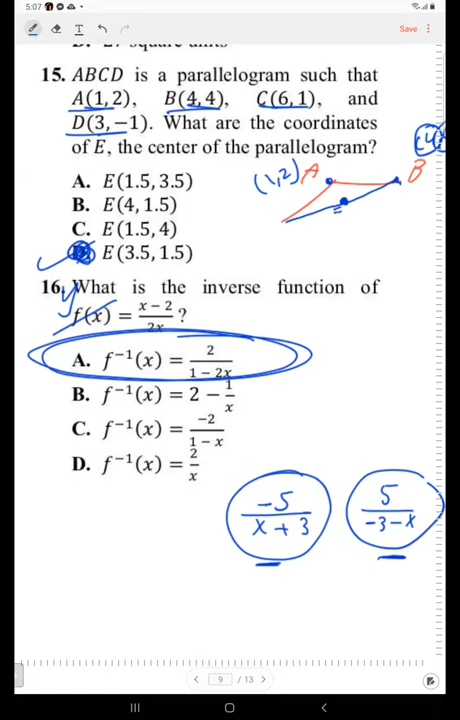 5:07
Save
15. ABCD is a parallelogram such that
A(1,2), B(4,4), C(6,1), and
D(3,−1). What are the coordinates
of E, the center of the parallelogram?
A. E(1.5,3.5)
B. E(4,1.5)
C. E(1.5,4)
E(3.5,1.5)
(1,2) A
B
16. What is the inverse function of
y
f(x) = x − 2 / 2x ?
A. f⁻¹(x) = 2 / 1 − 2x
B. f⁻¹(x) = 2 − 1 / x
C. f⁻¹(x) = −2 / 1 − x
D. f⁻¹(x) = 2 / x
−5 / x + 3
5 / −3−x
9 / 13